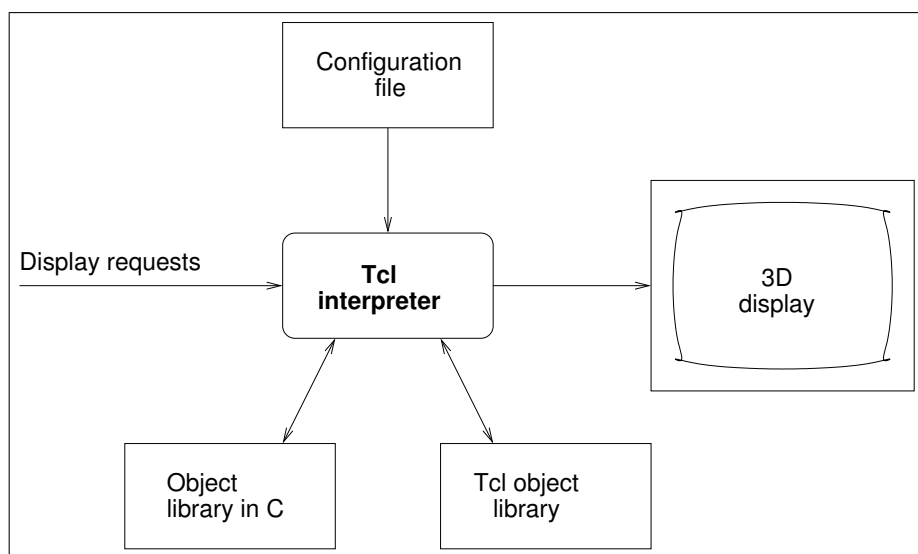 Configuration
file
Display requests
Tcl
interpreter
3D
display
Object
library in C
Tcl object
library